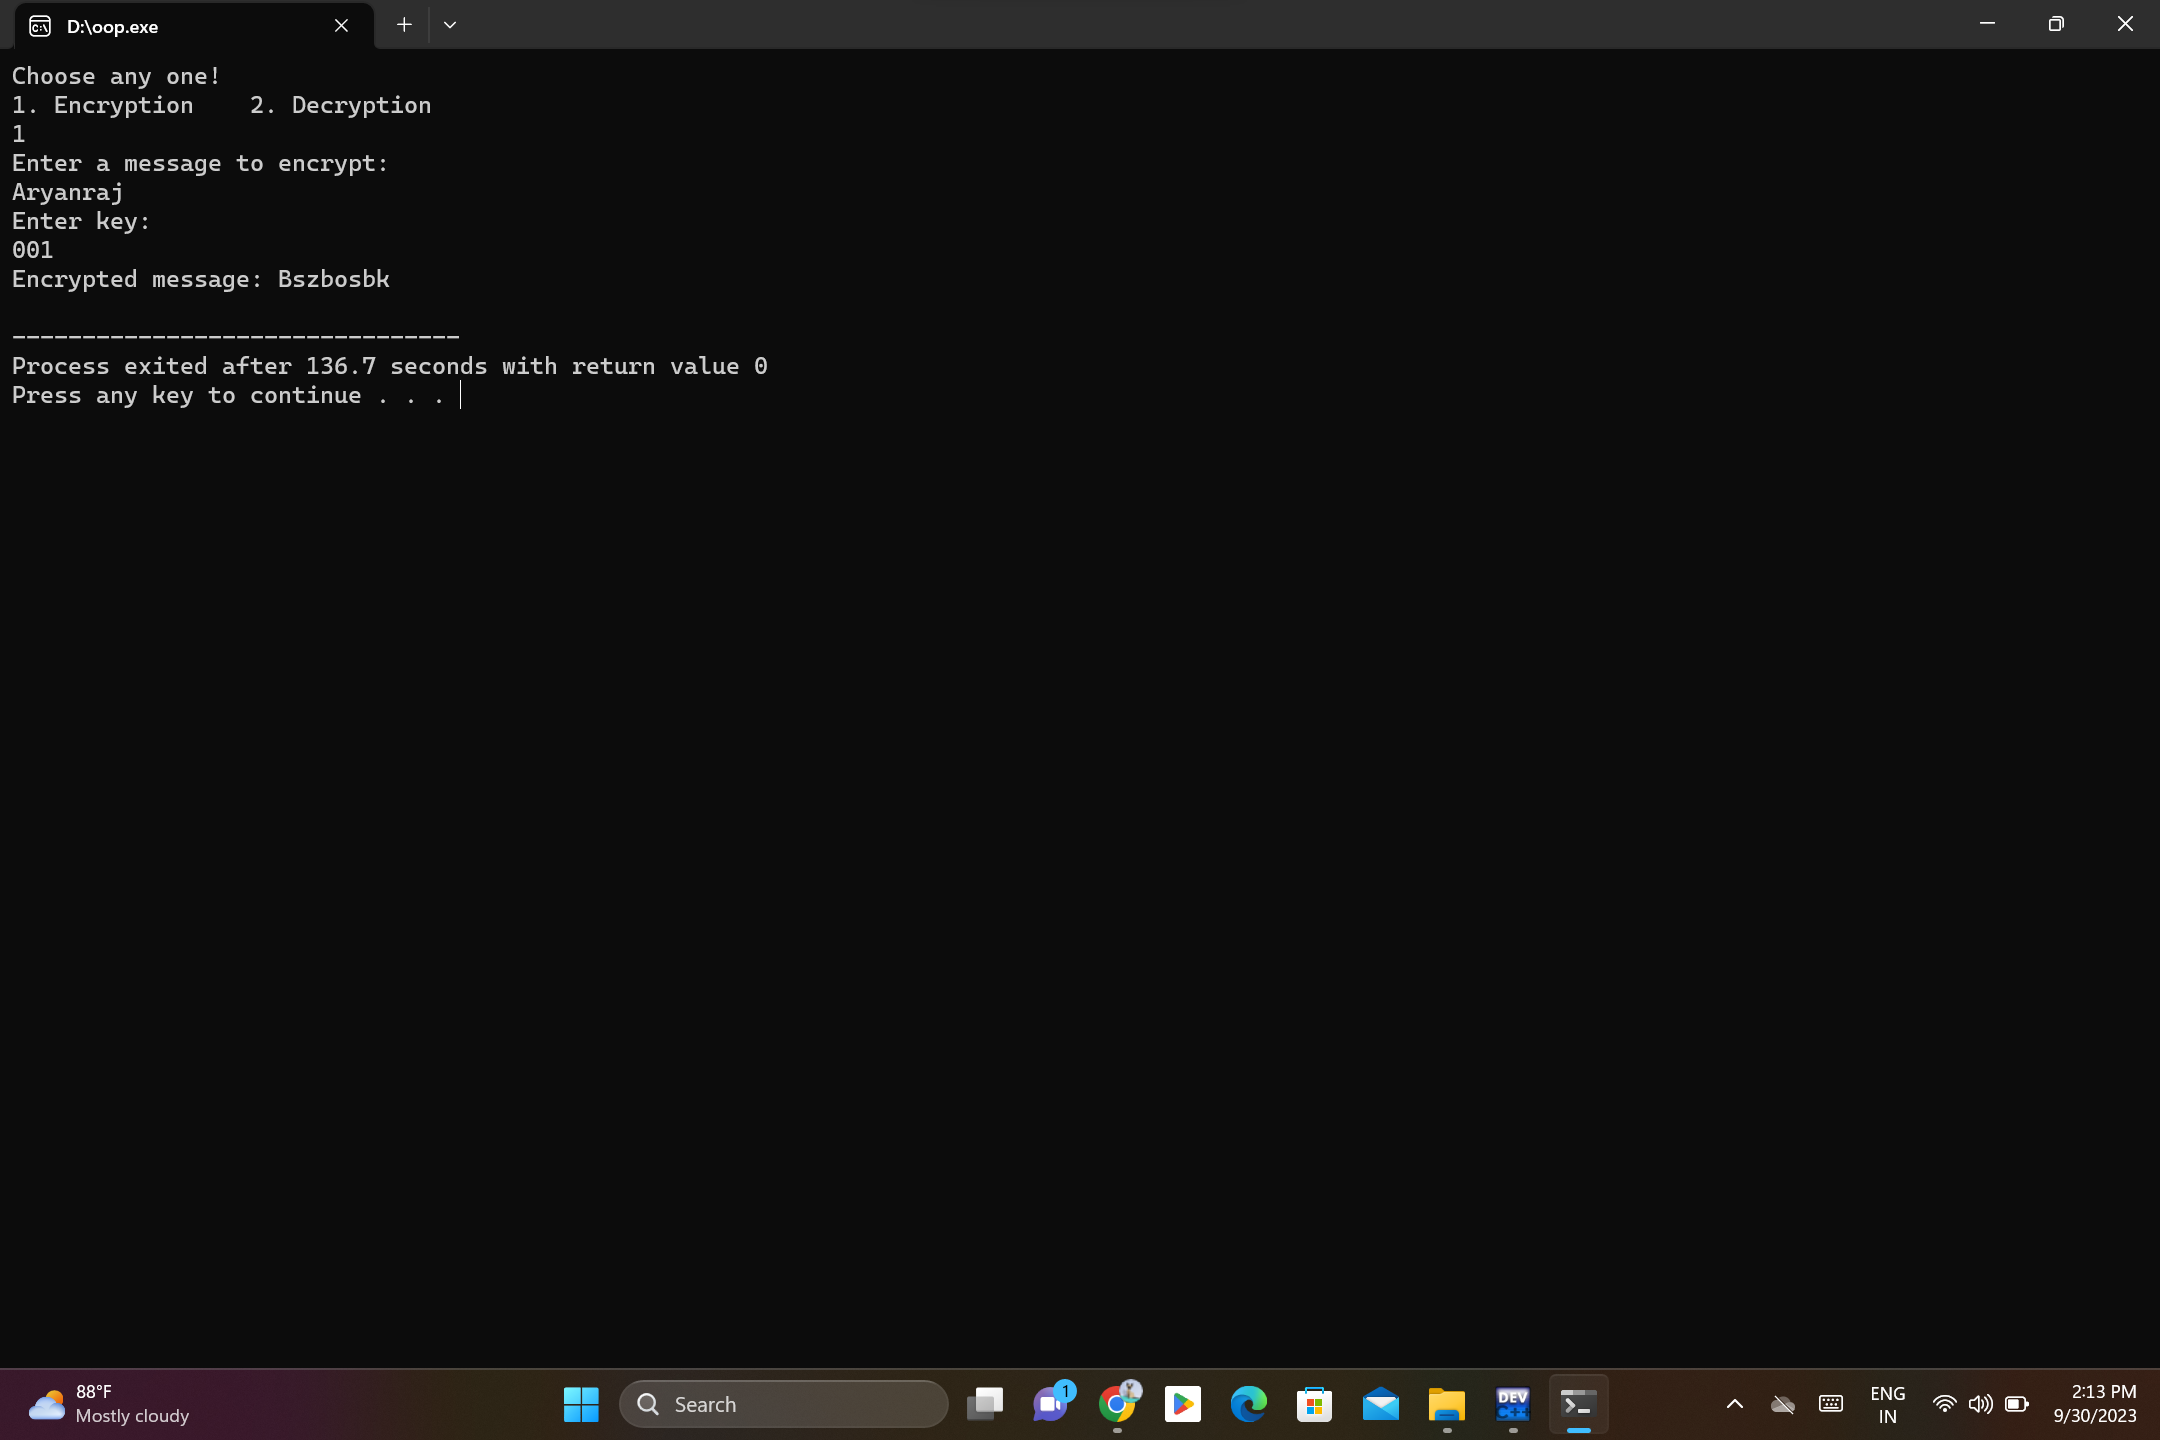 D:\oop.exe
Choose any one!
1. Encryption    2. Decryption
1
Enter a message to encrypt:
Aryanraj
Enter key:
001
Encrypted message: Bszbosbk
--------------------------------
Process exited after 136.7 seconds with return value 0
Press any key to continue . . .
88°F
Mostly cloudy
Search
1
DEV
C++
ENG
IN
2:13 PM
9/30/2023